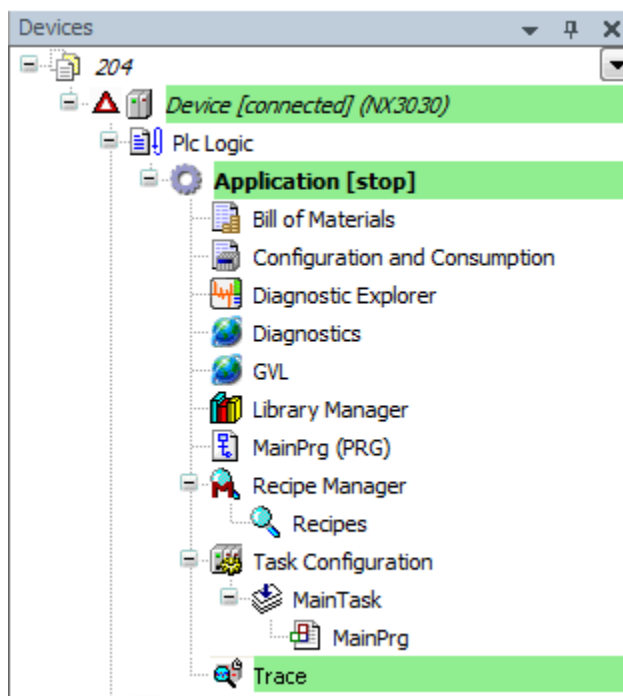 Devices
204
Device [connected] (NX3030)
Plc Logic
Application [stop]
Bill of Materials
Configuration and Consumption
Diagnostic Explorer
Diagnostics
GVL
Library Manager
MainPrg (PRG)
Recipe Manager
Recipes
Task Configuration
MainTask
MainPrg
Trace